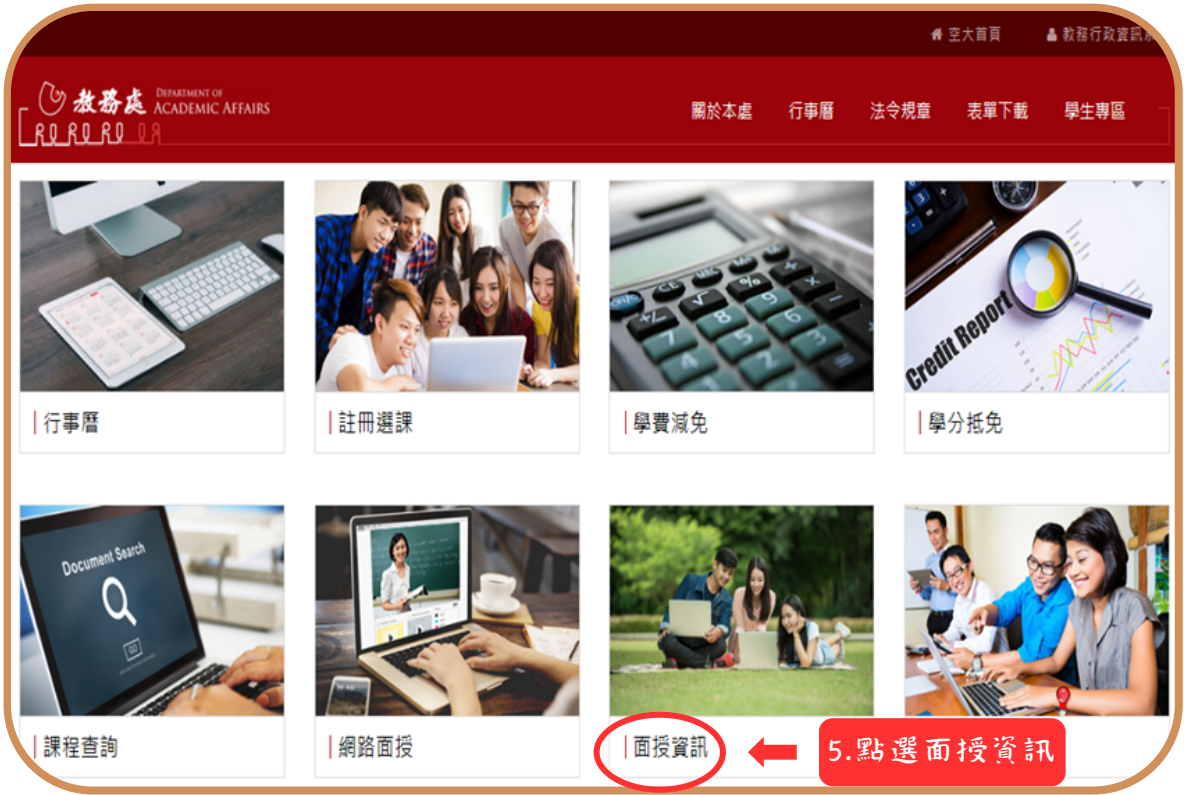 空大首頁 教務行政資訊系
教務處 DEPARTMENT OF ACADEMIC AFFAIRS
關於本處 行事曆 法令規章 表單下載 學生專區
Credit Report
行事曆 註冊選課 學費減免 學分抵免
Document Search
GO
課程查詢 網路面授 面授資訊
5.點選面授資訊